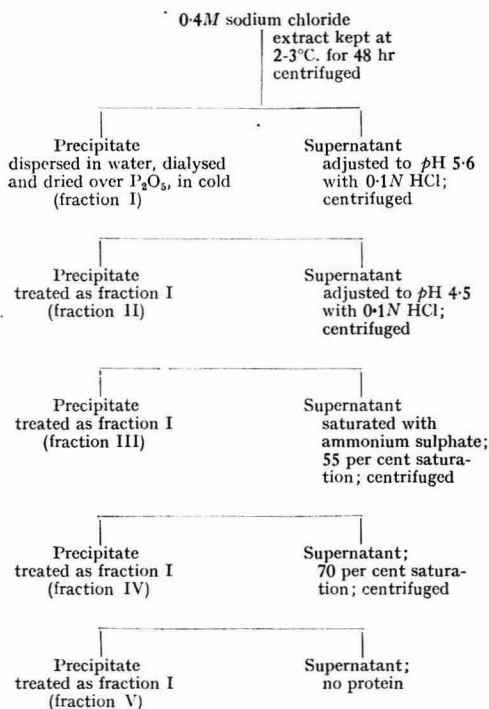 0·4M sodium chloride
extract kept at
2-3°C. for 48 hr
centrifuged
Precipitate
dispersed in water, dialysed
and dried over P₂O₅, in cold
(fraction I)
Supernatant
adjusted to pH 5·6
with 0·1N HCl;
centrifuged
Precipitate
treated as fraction I
(fraction II)
Supernatant
adjusted to pH 4·5
with 0·1N HCl;
centrifuged
Precipitate
treated as fraction I
(fraction III)
Supernatant
saturated with
ammonium sulphate;
55 per cent satura-
tion; centrifuged
Precipitate
treated as fraction I
(fraction IV)
Supernatant;
70 per cent satura-
tion; centrifuged
Precipitate
treated as fraction I
(fraction V)
Supernatant;
no protein